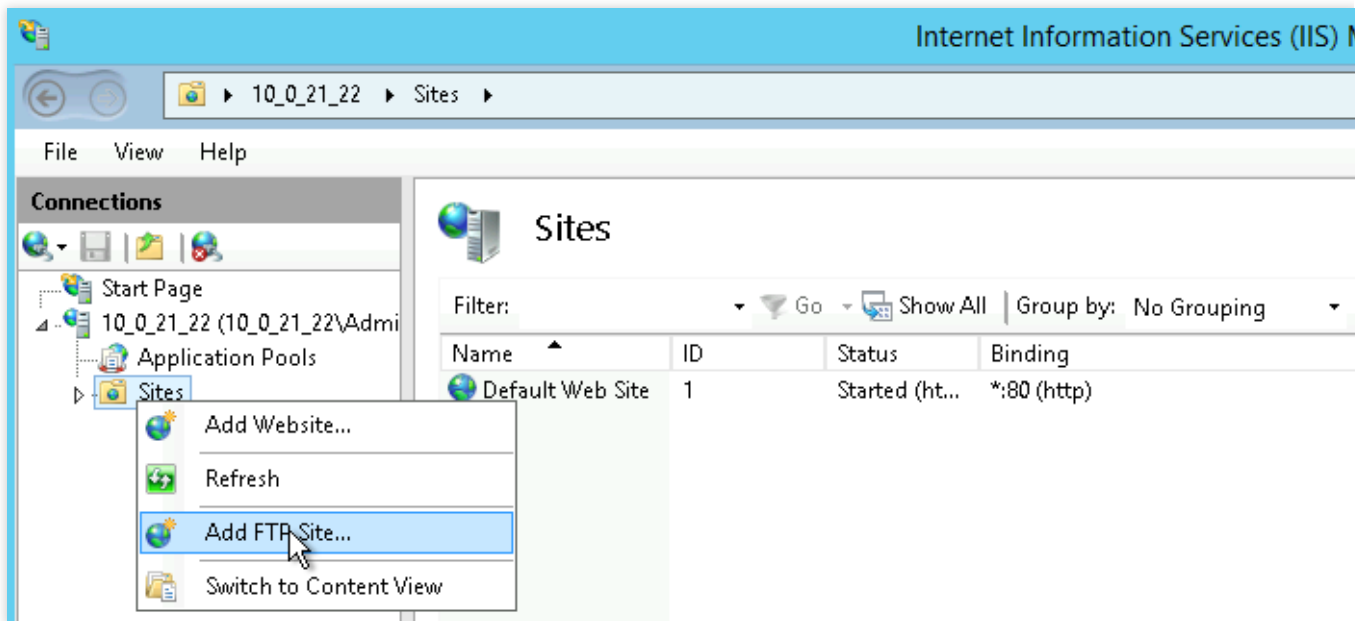 Internet Information Services (IIS)
10_0_21_22 Sites
File View Help
Connections
Start Page
10_0_21_22 (10_0_21_22\Admi
Application Pools
Sites
Add Website...
Refresh
Add FTP Site...
Switch to Content View
Sites
Filter: Go Show All Group by: No Grouping
Name ID Status Binding
Default Web Site 1 Started (ht... *:80 (http)